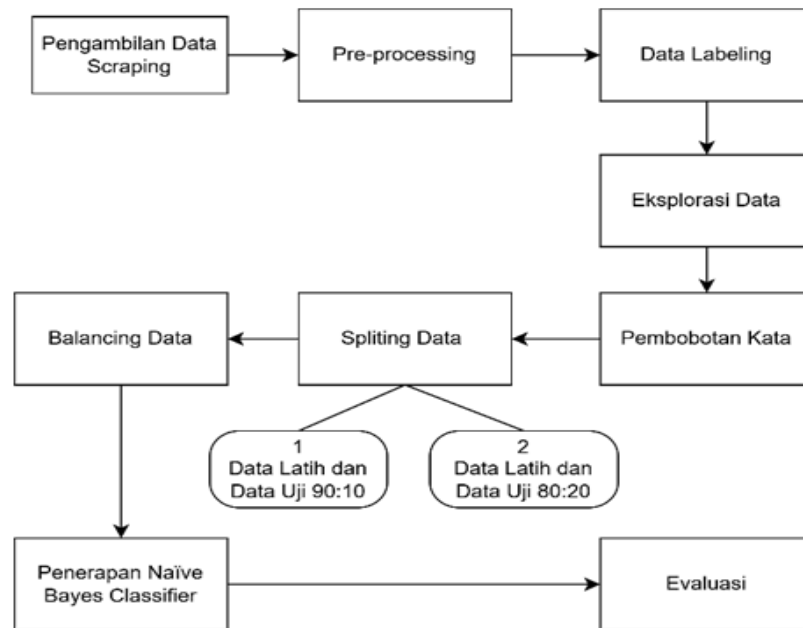 Pengambilan Data
Scraping
Pre-processing
Data Labeling
Eksplorasi Data
Pembobotan Kata
Spliting Data
Balancing Data
1
Data Latih dan
Data Uji 90:10
2
Data Latih dan
Data Uji 80:20
Penerapan Naïve
Bayes Classifier
Evaluasi